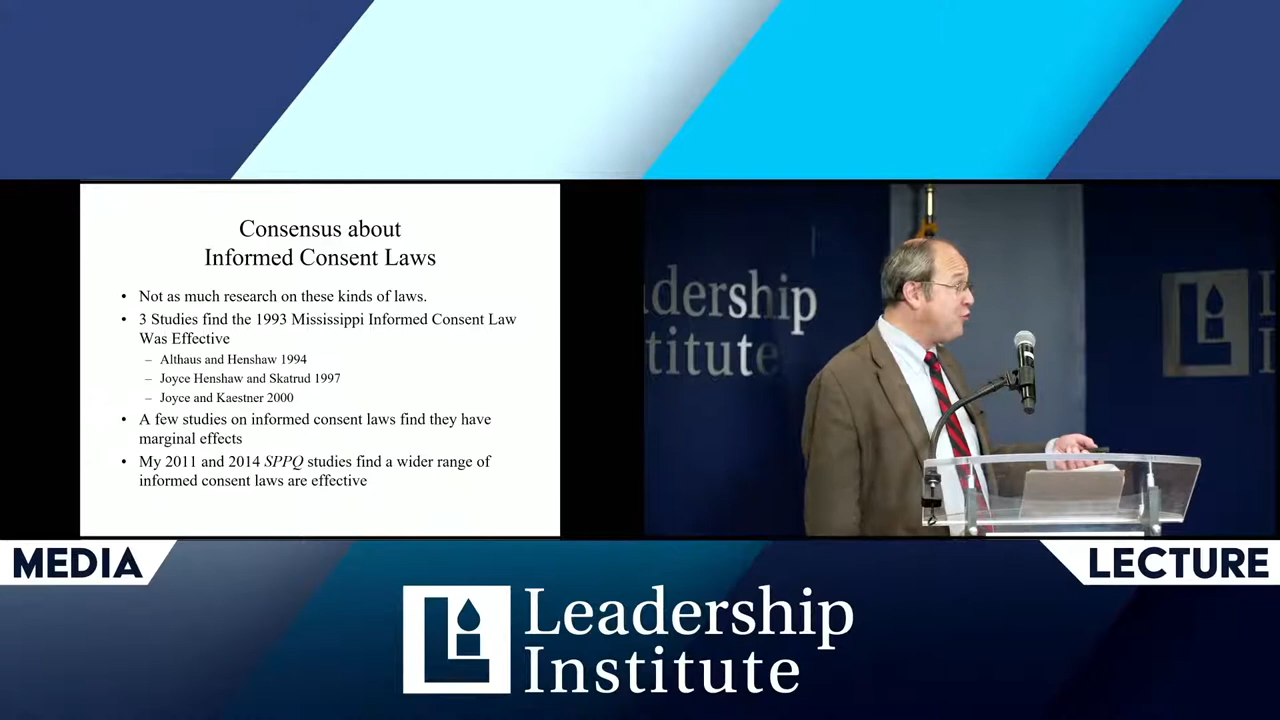 Consensus about
Informed Consent Laws
• Not as much research on these kinds of laws.
• 3 Studies find the 1993 Mississippi Informed Consent Law
Was Effective
– Althaus and Henshaw 1994
– Joyce Henshaw and Skatrud 1997
– Joyce and Kaestner 2000
• A few studies on informed consent laws find they have
marginal effects
• My 2011 and 2014 SPPQ studies find a wider range of
informed consent laws are effective
dership
titute
L
MEDIA
LECTURE
Leadership
Institute